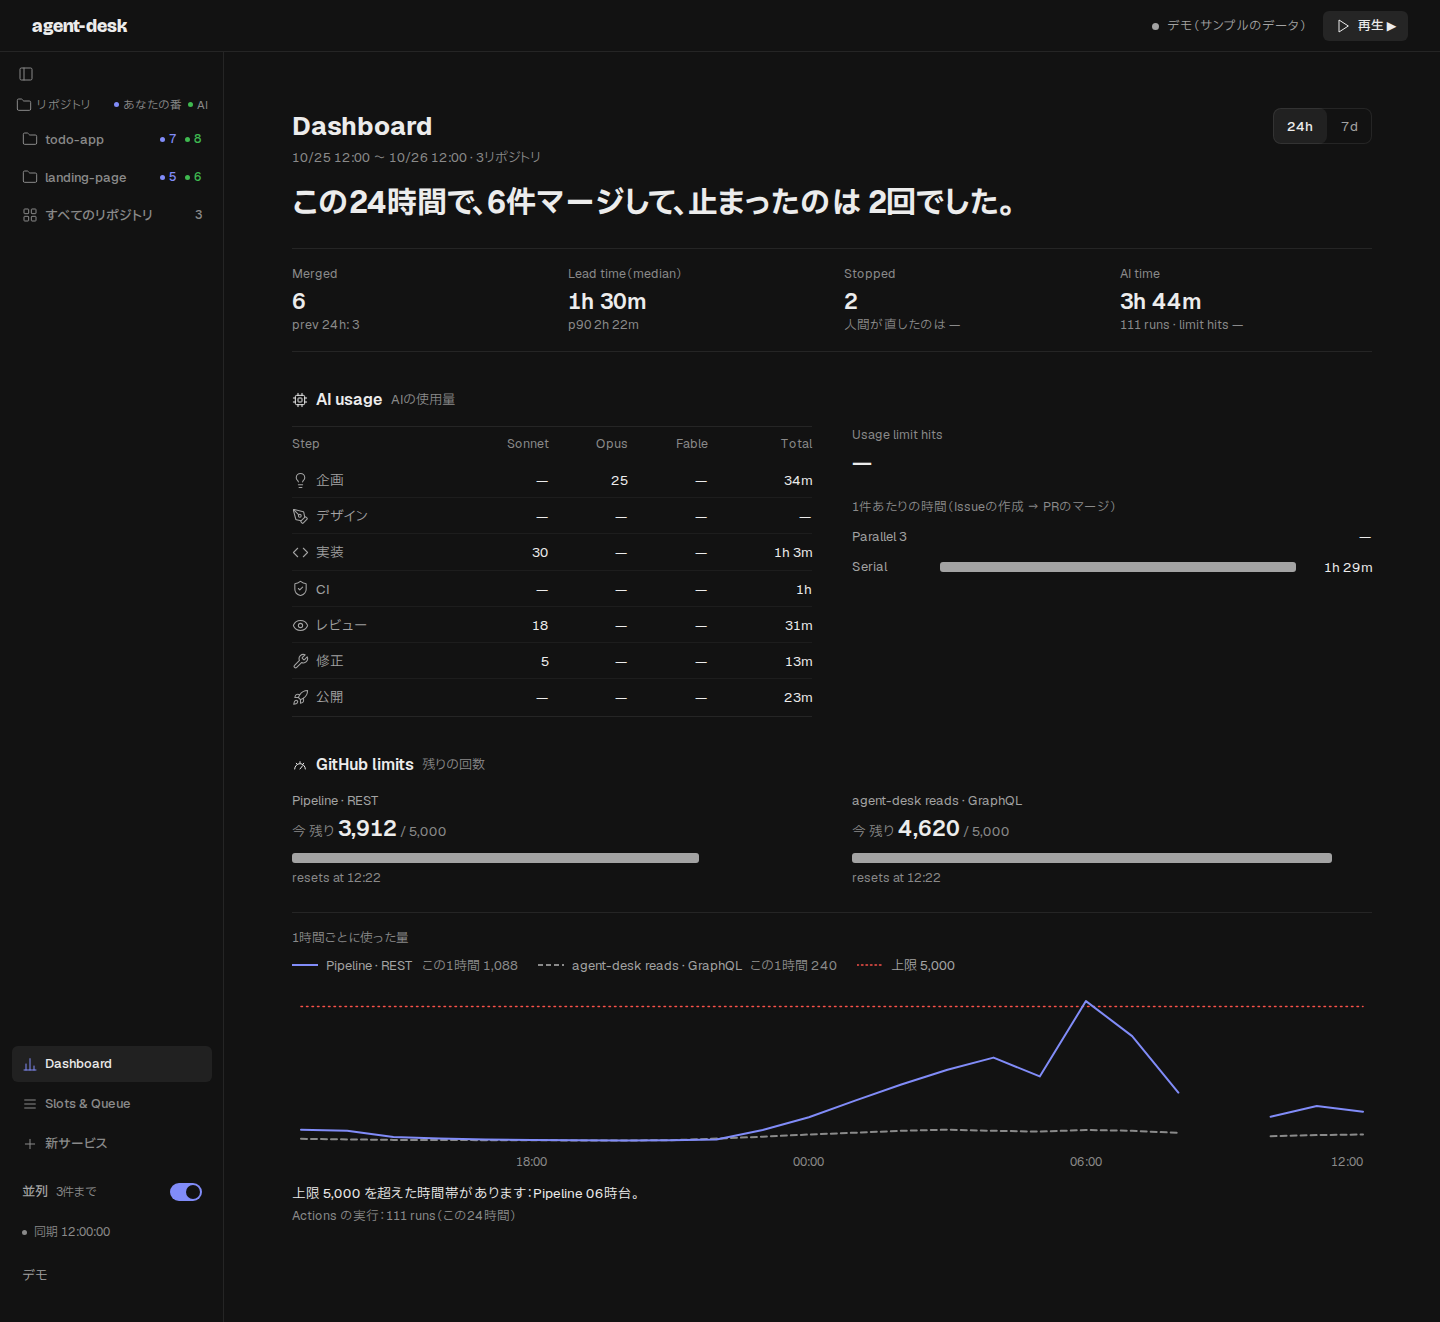 agent-desk
デモ(サンプルのデータ)
再生 ▶
リポジトリ あなたの番 AI
todo-app 7 8
landing-page 5 6
すべてのリポジトリ 3
Dashboard
Slots & Queue
新サービス
並列 3件まで
同期 12:00:00
デモ
Dashboard
24h 7d
10/25 12:00 〜 10/26 12:00 · 3リポジトリ
この24時間で、6件マージして、止まったのは 2回でした。
Merged
6
prev 24h: 3
Lead time(median)
1h 30m
p90 2h 22m
Stopped
2
人間が直したのは —
AI time
3h 44m
111 runs · limit hits —
AI usage AIの使用量
Step Sonnet Opus Fable Total
企画 — 25 — 34m
デザイン — — — —
実装 30 — — 1h 3m
CI — — — 1h
レビュー 18 — — 31m
修正 5 — — 13m
公開 — — — 23m
Usage limit hits
—
1件あたりの時間(Issueの作成 → PRのマージ)
Parallel 3 —
Serial 1h 29m
GitHub limits 残りの回数
Pipeline · REST
今 残り 3,912 / 5,000
resets at 12:22
agent-desk reads · GraphQL
今 残り 4,620 / 5,000
resets at 12:22
1時間ごとに使った量
Pipeline · REST この1時間 1,088 agent-desk reads · GraphQL この1時間 240 上限 5,000
18:00 00:00 06:00 12:00
上限 5,000 を超えた時間帯があります:Pipeline 06時台。
Actions の実行:111 runs(この24時間)